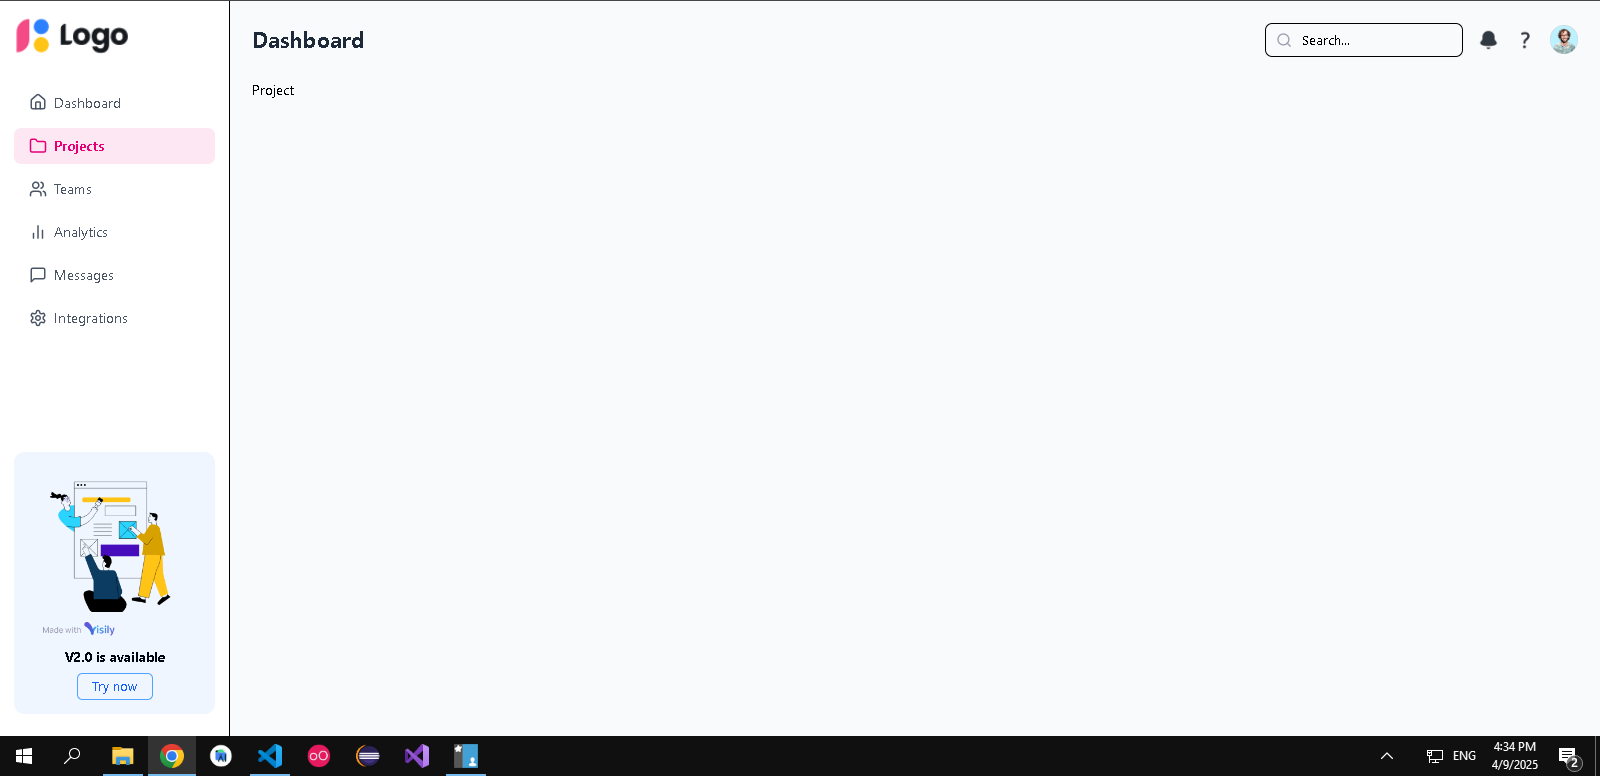 Logo
Dashboard
Search...
?
Dashboard
Projects
Teams
Analytics
Messages
Integrations
Project
Made with Visily
V2.0 is available
Try now
ENG
4:34 PM
4/9/2025
2